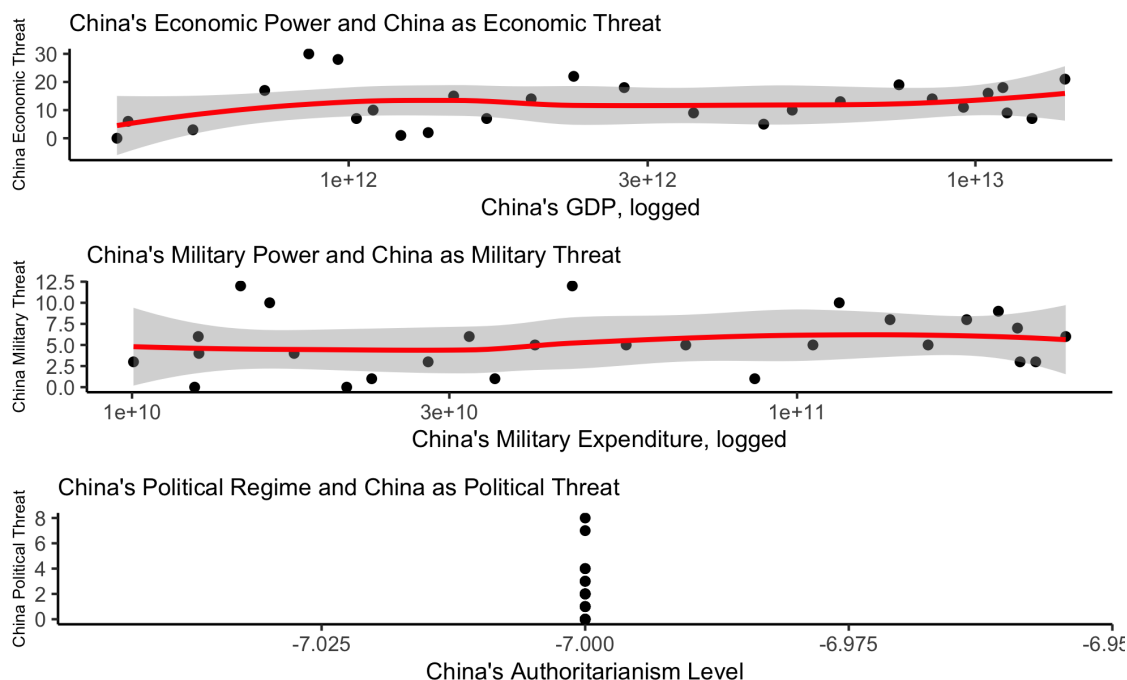 China's Economic Power and China as Economic Threat
China Economic Threat
30
20
10
0
1e+12 3e+12 1e+13
China's GDP, logged
China's Military Power and China as Military Threat
China Military Threat
12.5
10.0
7.5
5.0
2.5
0.0
1e+10 3e+10 1e+11
China's Military Expenditure, logged
China's Political Regime and China as Political Threat
China Political Threat
8
6
4
2
0
-7.025 -7.000 -6.975 -6.95
China's Authoritarianism Level